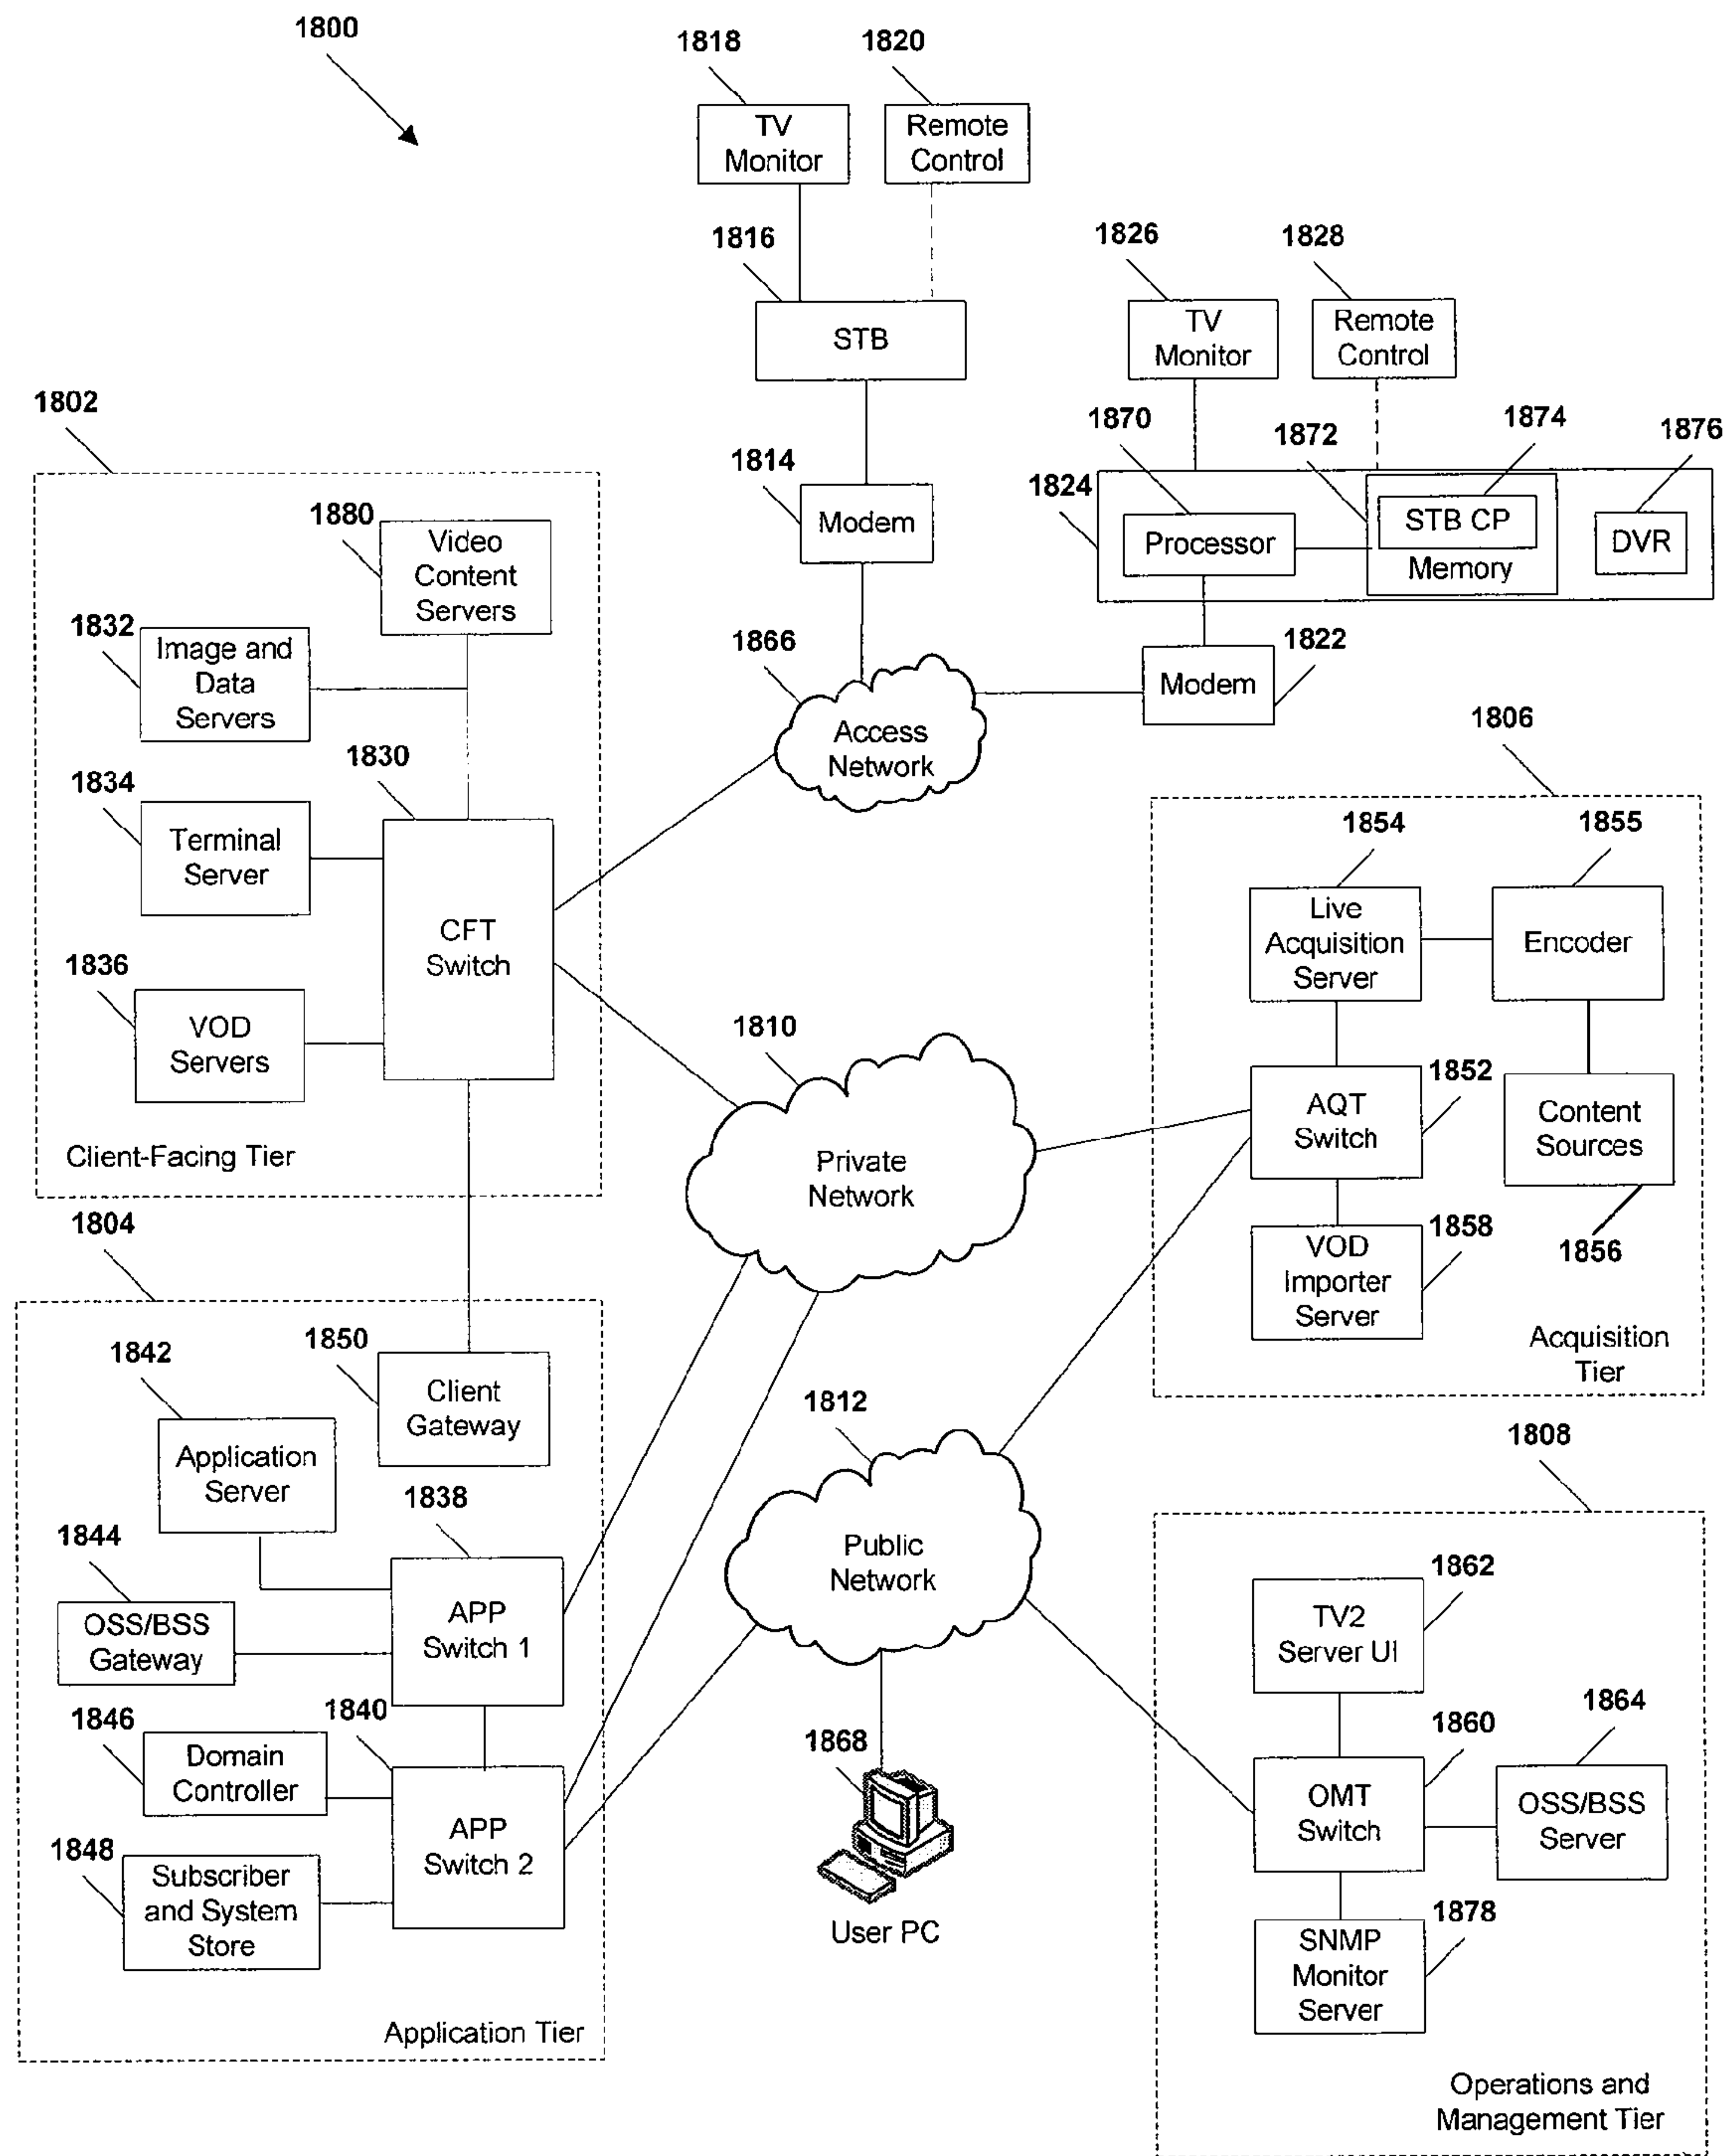 1800
1818
1820
TV
Monitor
Remote
Control
1816
STB
1826
1828
TV
Monitor
Remote
Control
1802
1814
Modem
1870
1872
1874
1876
1824
Processor
STB CP
Memory
DVR
1880
Video
Content
Servers
1832
Image and
Data
Servers
1866
Access
Network
Modem
1822
1834
1830
Terminal
Server
CFT
Switch
1836
VOD
Servers
Client-Facing Tier
1806
1854
1855
Live
Acquisition
Server
Encoder
1852
AQT
Switch
Content
Sources
1856
1858
VOD
Importer
Server
Acquisition
Tier
1810
Private
Network
1804
1842
1850
Client
Gateway
Application
Server
1838
1844
OSS/BSS
Gateway
APP
Switch 1
1846
1840
Domain
Controller
APP
Switch 2
1848
Subscriber
and System
Store
Application Tier
1812
Public
Network
1868
User PC
1808
1862
TV2
Server UI
1860
1864
OMT
Switch
OSS/BSS
Server
1878
SNMP
Monitor
Server
Operations and
Management Tier